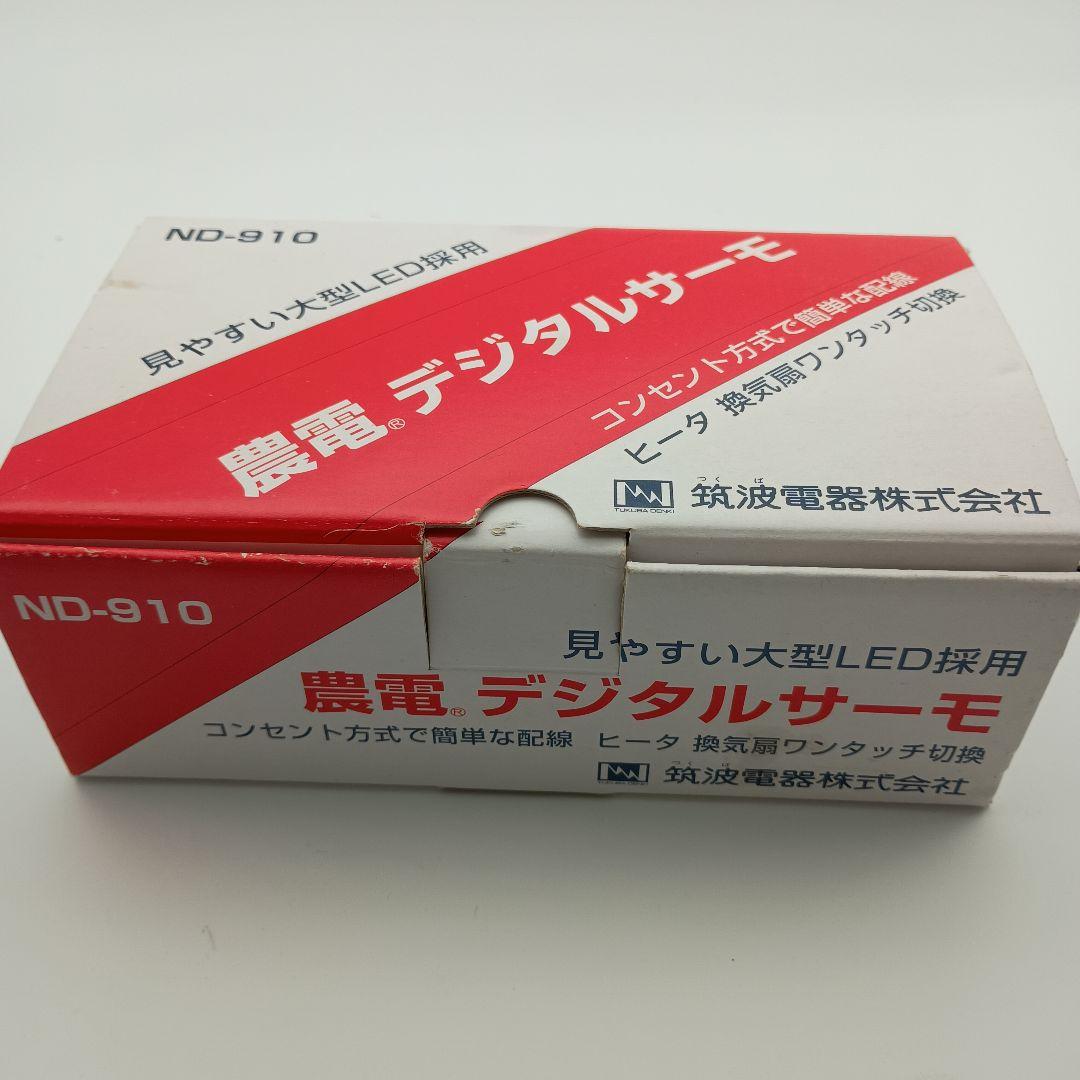 ND-910
見やすい大型LED採用
農電® デジタルサーモ
コンセント方式で簡単な配線
ヒータ 換気扇ワンタッチ切換
つくば
TUKUBA DENKI 筑波電器株式会社
ND-910
見やすい大型LED採用
農電® デジタルサーモ
コンセント方式で簡単な配線 ヒータ 換気扇ワンタッチ切換
つくば
TUKUBA DENKI 筑波電器株式会社